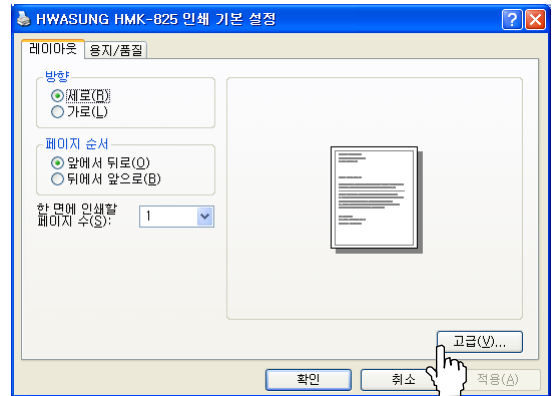 HWASUNG HMK-825 인쇄 기본 설정
레이아웃 용지/품질
방향
세로(R)
가로(L)
페이지 순서
앞에서 뒤로(O)
뒤에서 앞으로(B)
한 면에 인쇄할
페이지 수(S): 1
고급(V)...
확인 취소 적용(A)